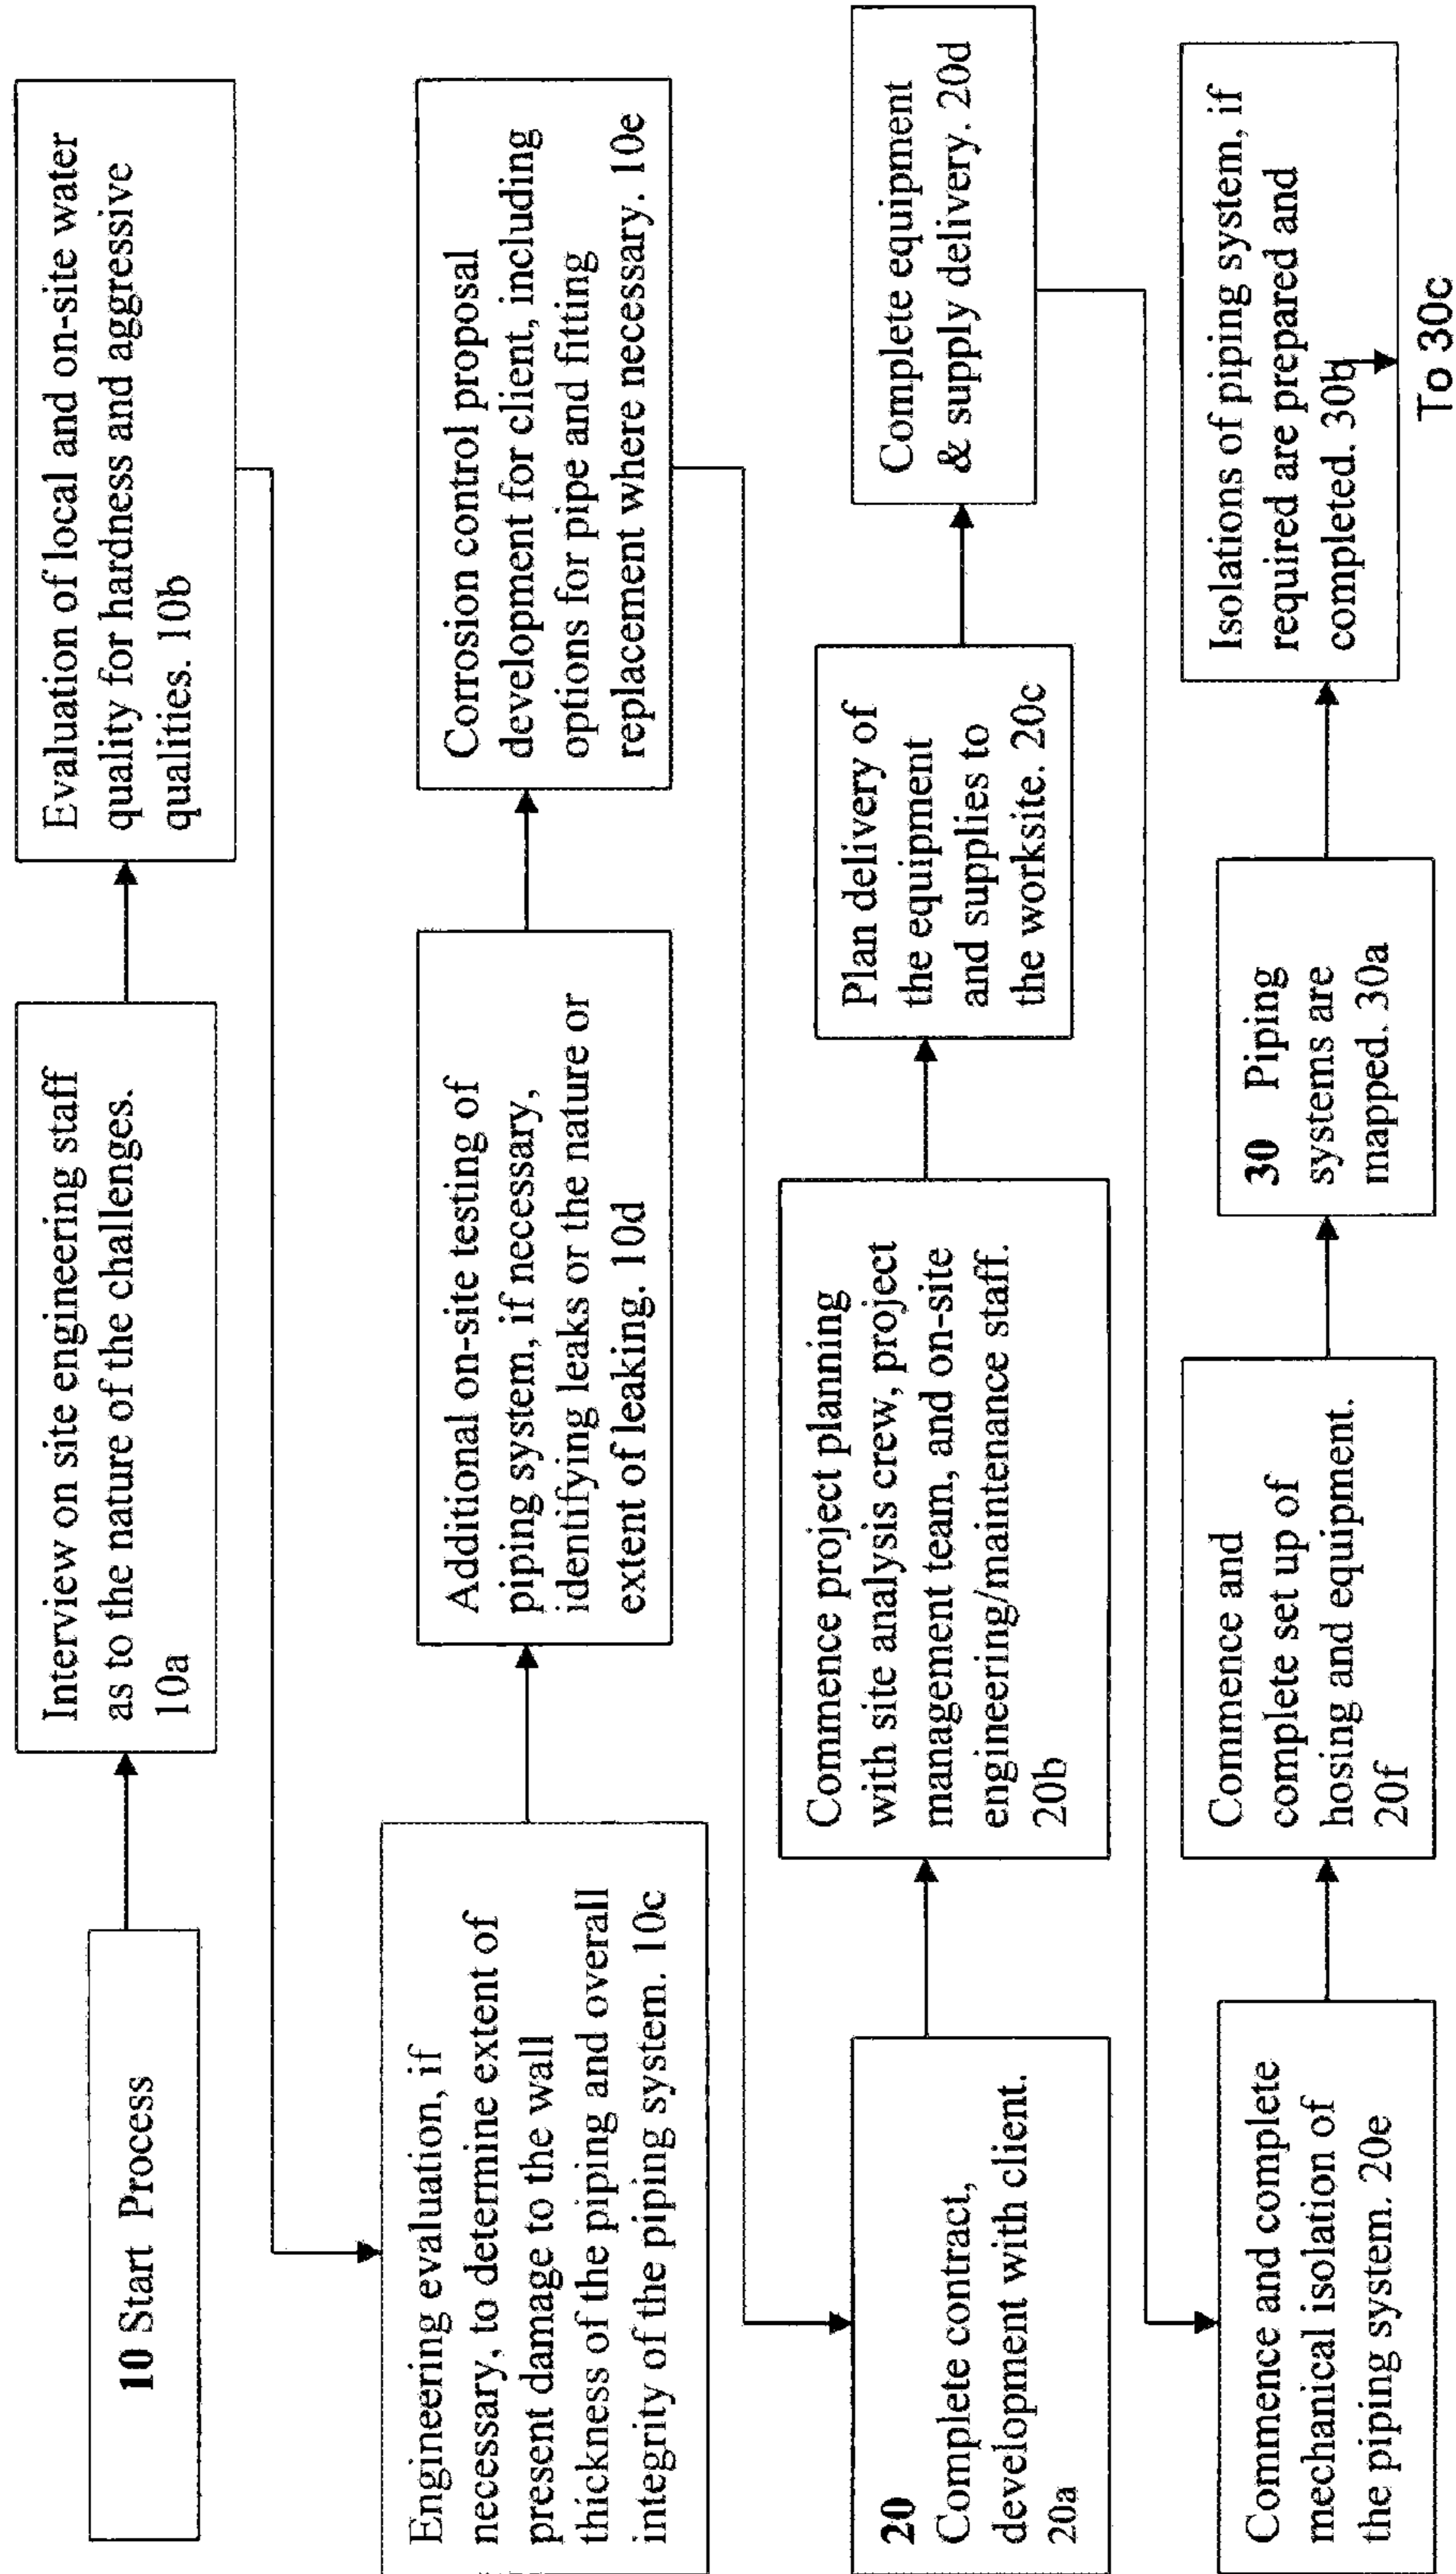 10 Start Process
Interview on site engineering staff
as to the nature of the challenges.
10a
Evaluation of local and on-site water
quality for hardness and aggressive
qualities. 10b
Engineering evaluation, if
necessary, to determine extent of
present damage to the wall
thickness of the piping and overall
integrity of the piping system. 10c
Additional on-site testing of
piping system, if necessary,
identifying leaks or the nature or
extent of leaking. 10d
Corrosion control proposal
development for client, including
options for pipe and fitting
replacement where necessary. 10e
20
Complete contract,
development with client.
20a
Commence project planning
with site analysis crew, project
management team, and on-site
engineering/maintenance staff.
20b
Plan delivery of
the equipment
and supplies to
the worksite. 20c
Complete equipment
& supply delivery. 20d
Commence and complete
mechanical isolation of
the piping system. 20e
Commence and
complete set up of
hosing and equipment.
20f
30 Piping
systems are
mapped. 30a
Isolations of piping system, if
required are prepared and
completed. 30b
To 30c